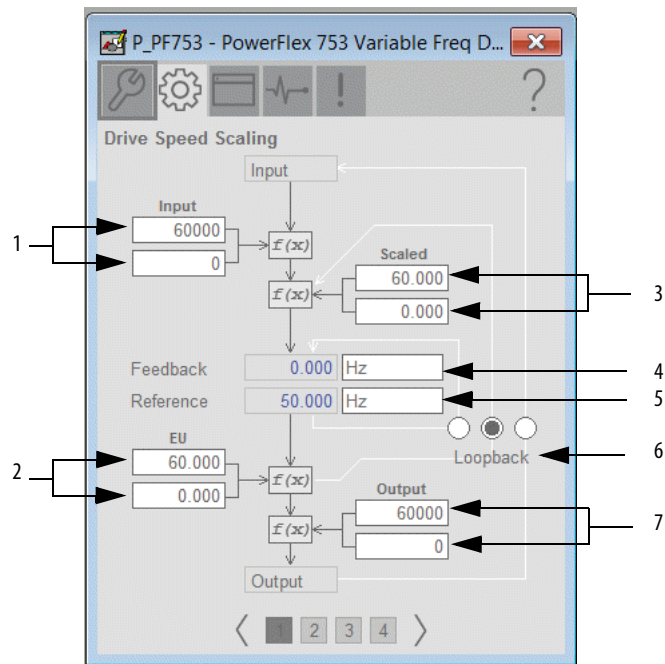 P_PF753 - PowerFlex 753 Variable Freq D...
?
Drive Speed Scaling
Input
Input
1
60000
0
f(x)
Scaled
60.000
0.000
3
f(x)
Feedback
0.000 Hz
4
Reference
50.000 Hz
5
EU
2
60.000
0.000
f(x)
Loopback
6
Output
60000
0
7
f(x)
Output
1 2 3 4